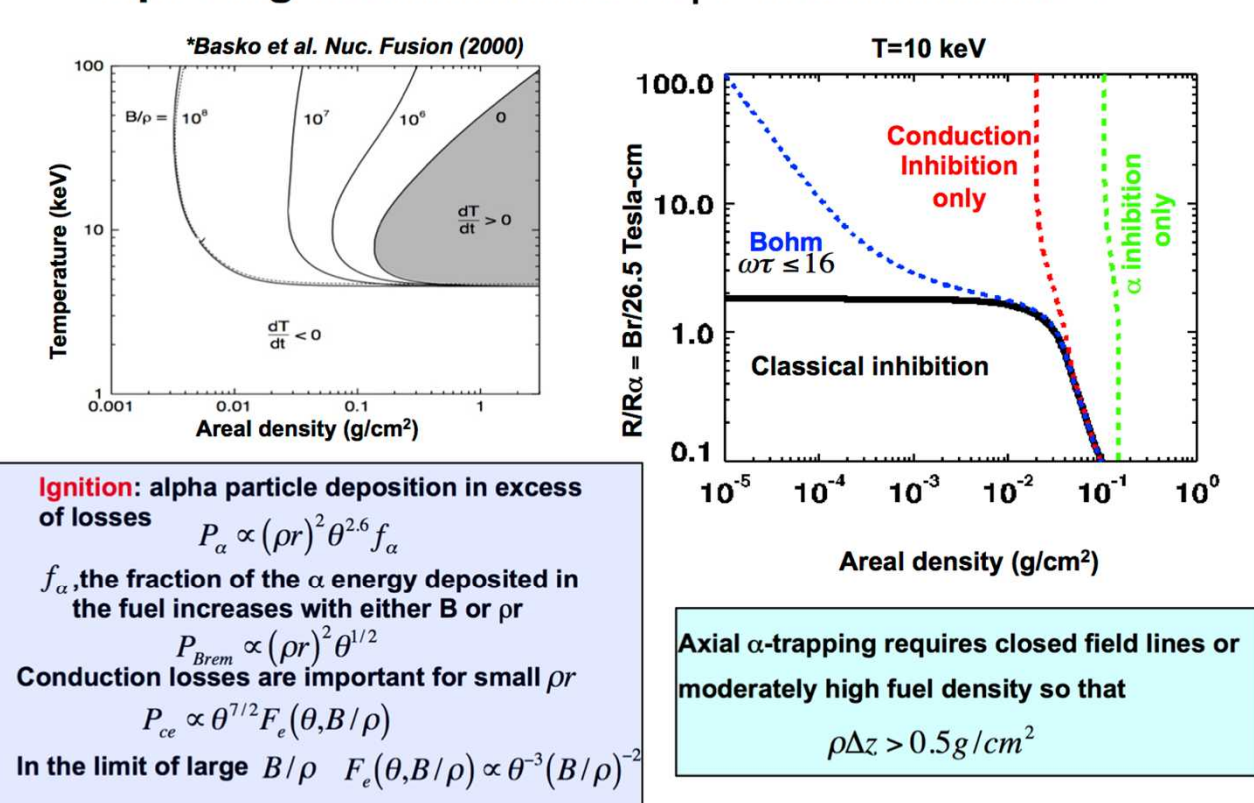 *Basko et al. Nuc. Fusion (2000)
100
10
1
Temperature (keV)
B/ρ = 10⁸
10⁷
10⁶
0
dT/dt > 0
dT/dt < 0
0.001 0.01 0.1 1
Areal density (g/cm²)
T=10 keV
100.0
10.0
1.0
0.1
R/Rα = Br/26.5 Tesla-cm
Conduction
Inhibition
only
α inhibition
only
Bohm
ωτ ≤ 16
Classical inhibition
10⁻⁵ 10⁻⁴ 10⁻³ 10⁻² 10⁻¹ 10⁰
Areal density (g/cm²)
Ignition: alpha particle deposition in excess
of losses
P_α ∝ (ρr)² θ^2.6 f_α
f_α ,the fraction of the α energy deposited in
the fuel increases with either B or ρr
P_Brem ∝ (ρr)² θ^1/2
Conduction losses are important for small ρr
P_ce ∝ θ^7/2 F_e(θ,B/ρ)
In the limit of large B/ρ F_e(θ,B/ρ) ∝ θ⁻³(B/ρ)⁻²
Axial α-trapping requires closed field lines or
moderately high fuel density so that
ρΔz > 0.5g/cm²